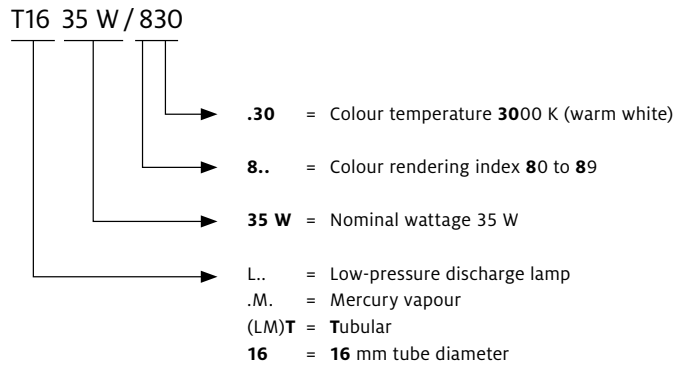 T16 35 W / 830
.30 = Colour temperature 3000 K (warm white)
8.. = Colour rendering index 80 to 89
35 W = Nominal wattage 35 W
L.. = Low-pressure discharge lamp
.M. = Mercury vapour
(LM)T = Tubular
16 = 16 mm tube diameter